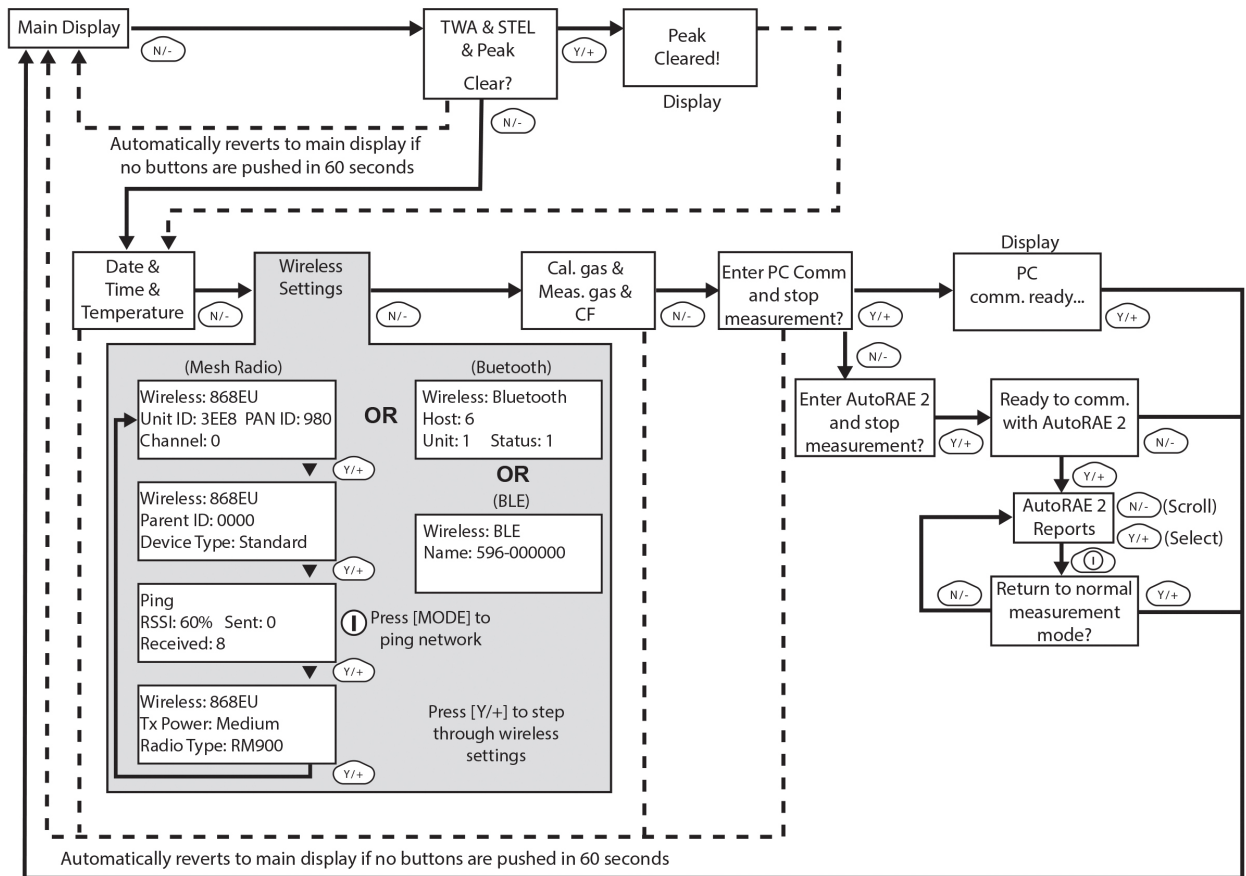 Main Display
N/-
TWA & STEL
& Peak
Clear?
Y/+
Peak
Cleared!
Display
N/-
Automatically reverts to main display if
no buttons are pushed in 60 seconds
Date &
Time &
Temperature
N/-
Wireless
Settings
N/-
Cal. gas &
Meas. gas &
CF
N/-
Enter PC Comm
and stop
measurement?
Y/+
Display
PC
comm. ready...
Y/+
N/-
Enter AutoRAE 2
and stop
measurement?
Y/+
Ready to comm.
with AutoRAE 2
N/-
Y/+
AutoRAE 2
Reports
N/- (Scroll)
Y/+ (Select)
N/-
Return to normal
measurement
mode?
Y/+
(Mesh Radio)
Wireless: 868EU
Unit ID: 3EE8 PAN ID: 980
Channel: 0
Y/+
Wireless: 868EU
Parent ID: 0000
Device Type: Standard
Y/+
Ping
RSSI: 60% Sent: 0
Received: 8
Press [MODE] to
ping network
Y/+
Wireless: 868EU
Tx Power: Medium
Radio Type: RM900
Y/+
OR
(Buetooth)
Wireless: Bluetooth
Host: 6
Unit: 1 Status: 1
OR
(BLE)
Wireless: BLE
Name: 596-000000
Press [Y/+] to step
through wireless
settings
Automatically reverts to main display if no buttons are pushed in 60 seconds